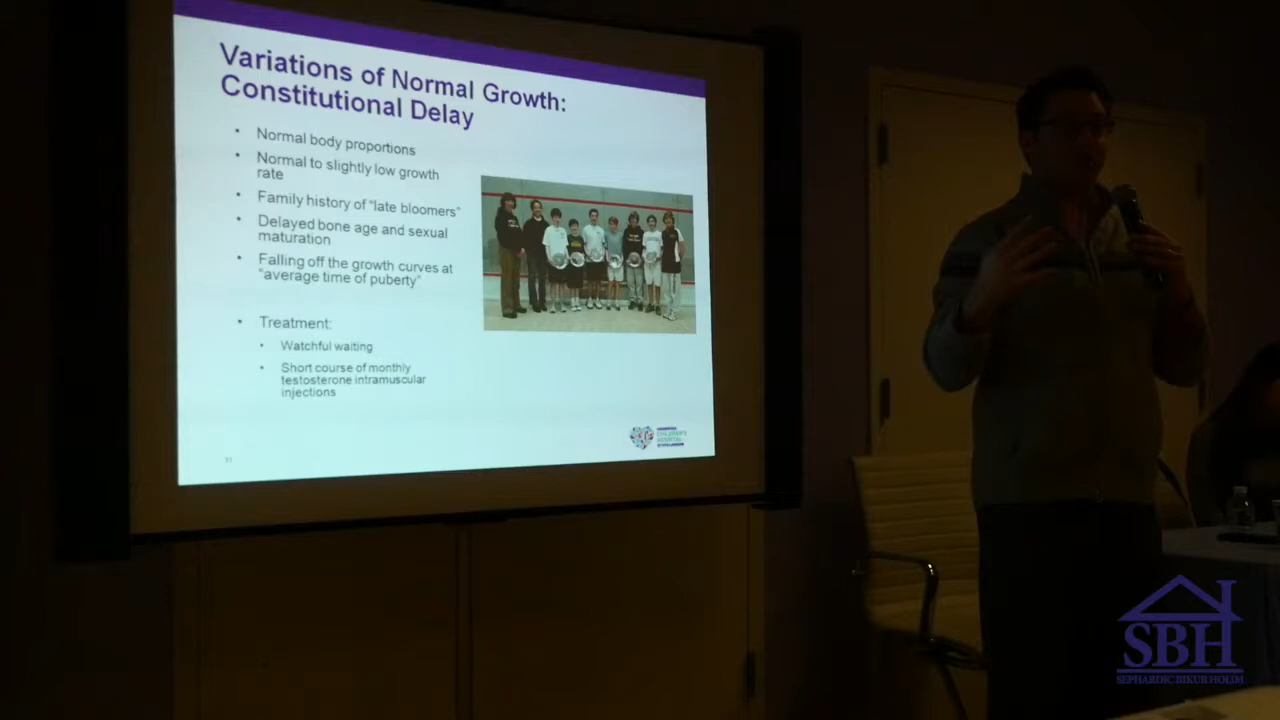 Variations of Normal Growth:
Constitutional Delay
• Normal body proportions
• Normal to slightly low growth
rate
• Family history of "late bloomers"
• Delayed bone age and sexual
maturation
• Falling off the growth curves at
"average time of puberty"
• Treatment:
• Watchful waiting
• Short course of monthly
testosterone intramuscular
injections
CHILDREN'S
HOSPITAL
SBH
SEPHARDIC BIKUR HOLIM